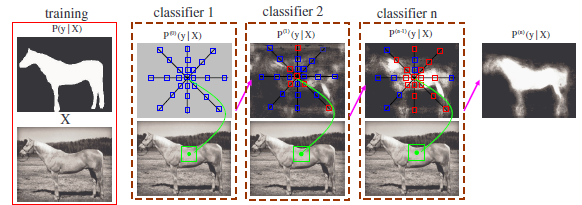 training
classifier 1
classifier 2
classifier n
P(y|X)
P⁽⁰⁾(y|X)
P⁽¹⁾(y|X)
P⁽ⁿ⁻¹⁾(y|X)
P⁽ⁿ⁾(y|X)
X